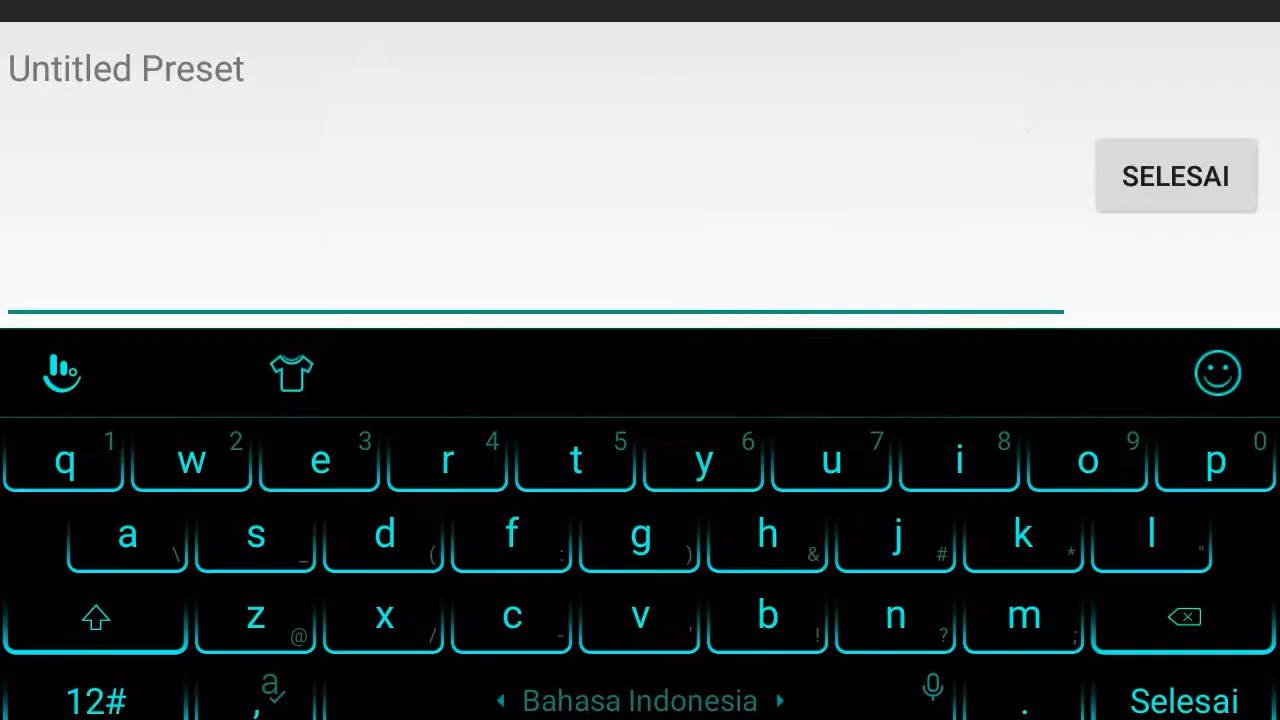 Untitled Preset
SELESAI
q 1 w 2 e 3 r 4 t 5 y 6 u 7 i 8 o 9 p 0
a \ s _ d ( f : g ) h & j # k * l "
z @ x / c - v ' b ! n ? m ;
12# , a Bahasa Indonesia . Selesai